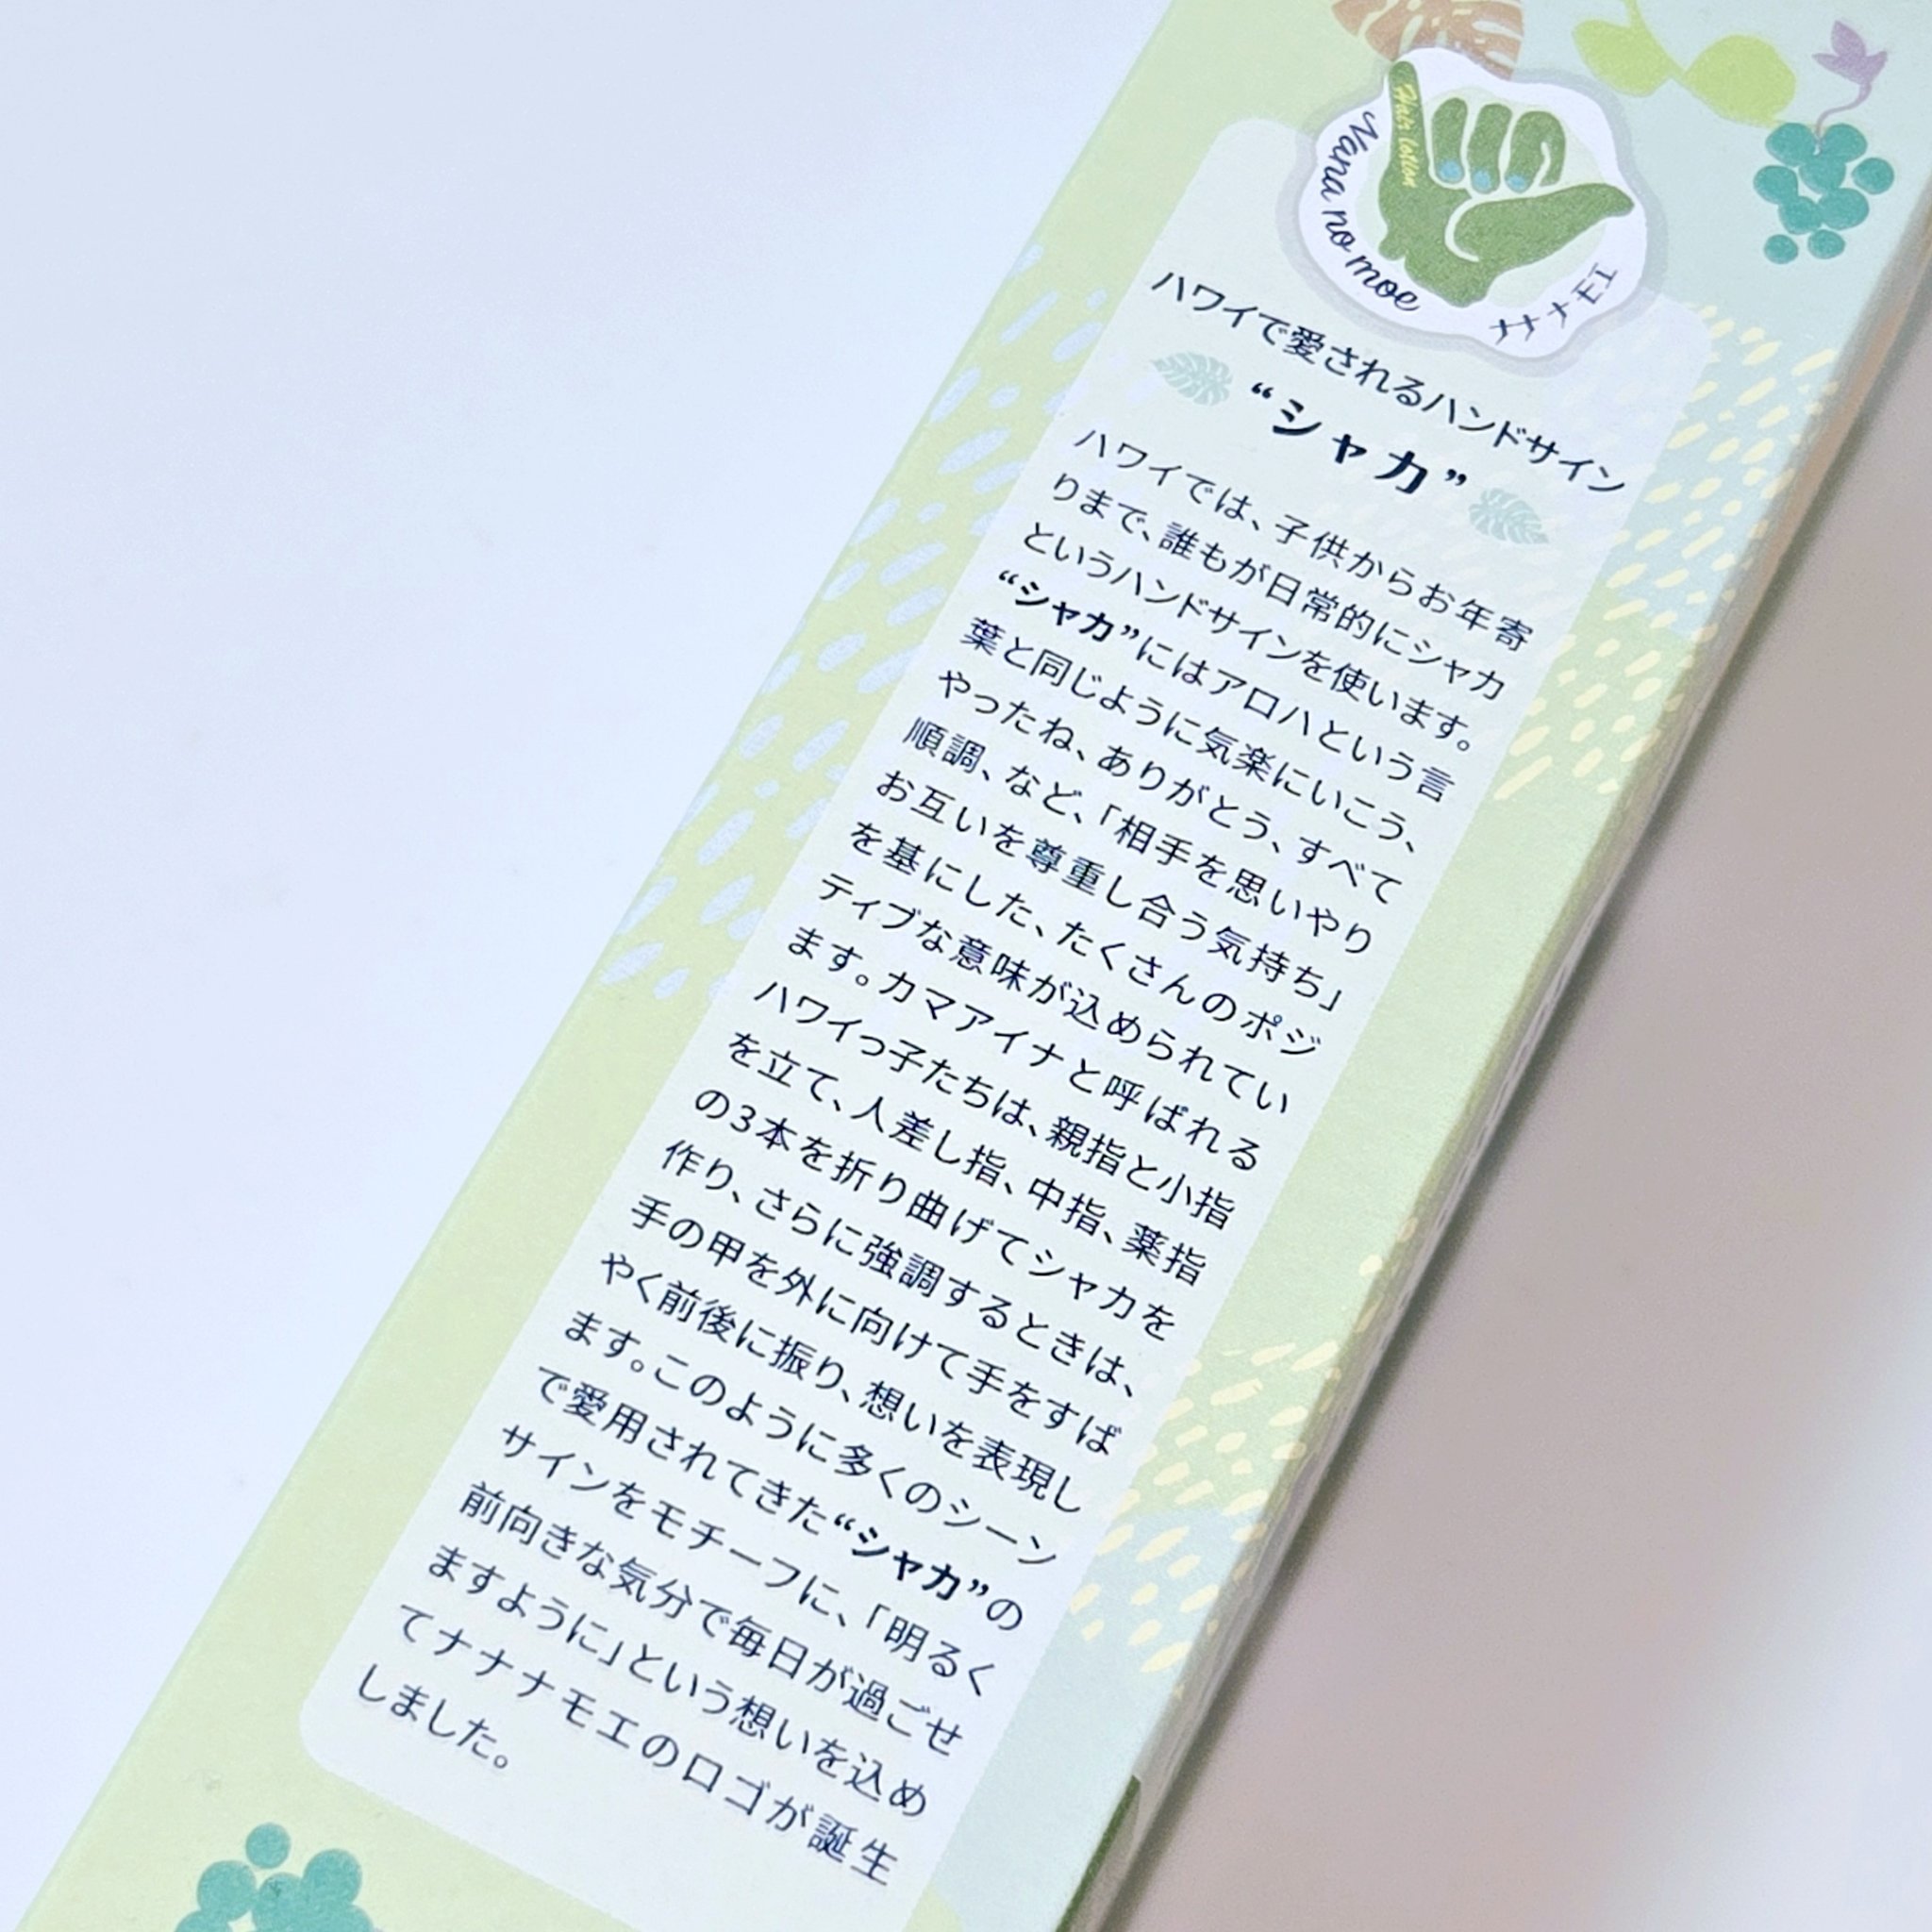 Hair lotion
Nana no moe
ナナナモエ
ハワイで愛されるハンドサイン
“シャカ”
ハワイでは、子供からお年寄
りまで、誰もが日常的にシャカ
というハンドサインを使います。
“シャカ”にはアロハという言
葉と同じように気楽にいこう、
やったね、ありがとう、すべて
順調、など、「相手を思いやり
お互いを尊重し合う気持ち」
を基にした、たくさんのポジ
ティブな意味が込められてい
ます。カマアイナと呼ばれる
ハワイっ子たちは、親指と小指
を立て、人差し指、中指、薬指
の3本を折り曲げてシャカを
作り、さらに強調するときは、
手の甲を外に向けて手をすば
やく前後に振り、想いを表現し
ます。このように多くのシーン
で愛用されてきた“シャカ”の
サインをモチーフに、「明るく
前向きな気分で毎日が過ごせ
ますように」という想いを込め
てナナナモエのロゴが誕生
しました。